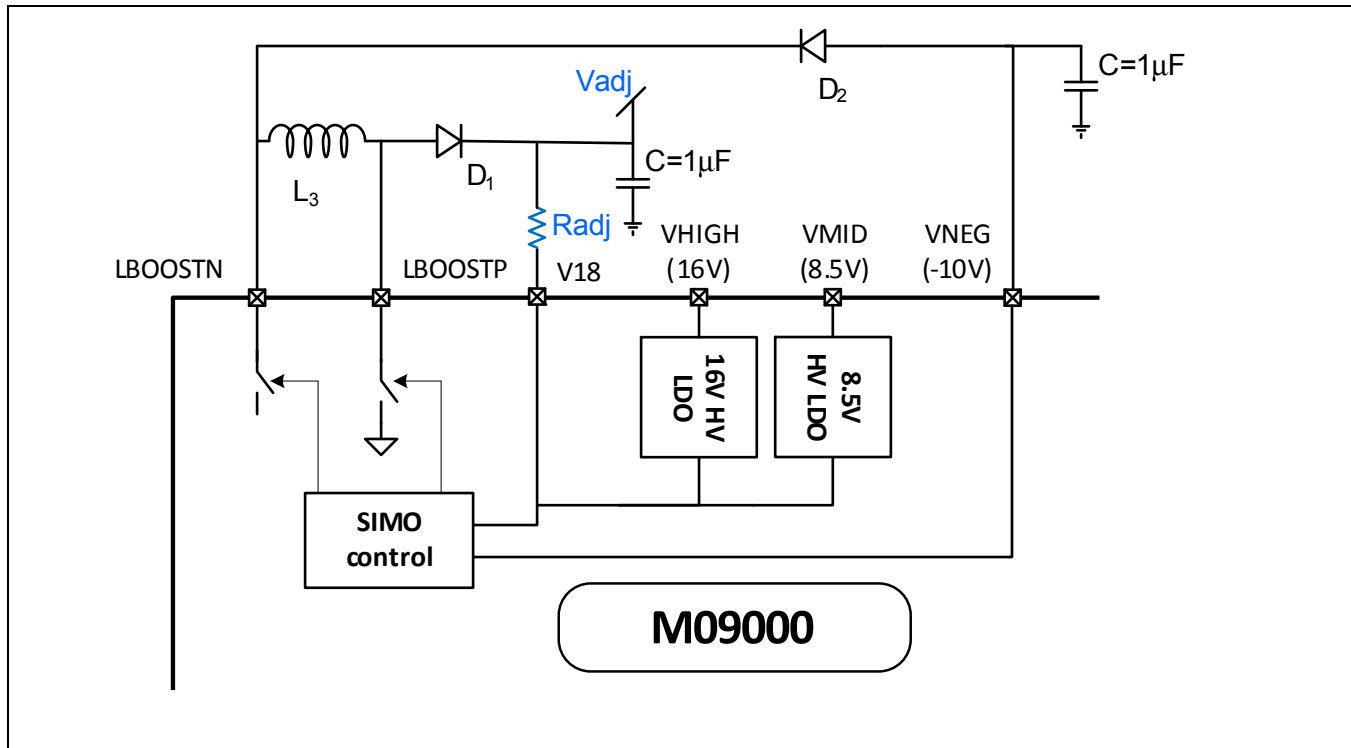 Vadj
D2
C=1μF
L3
D1
C=1μF
Radj
LBOOSTN
LBOOSTP
V18
VHIGH
(16V)
VMID
(8.5V)
VNEG
(-10V)
16V HV
LDO
8.5V
HV LDO
SIMO
control
M09000